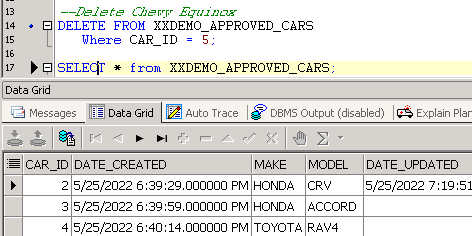 13
14 --Delete Chevy Equinox
DELETE FROM XXDEMO_APPROVED_CARS
15 Where CAR_ID = 5;
16
17 SELECT * from XXDEMO_APPROVED_CARS;
Data Grid
Messages Data Grid Auto Trace DBMS Output (disabled) Explain Plan
CAR_ID DATE_CREATED MAKE MODEL DATE_UPDATED
2 5/25/2022 6:39:29.000000 PM HONDA CRV 5/25/2022 7:19:51
3 5/25/2022 6:39:59.000000 PM HONDA ACCORD
4 5/25/2022 6:40:14.000000 PM TOYOTA RAV4